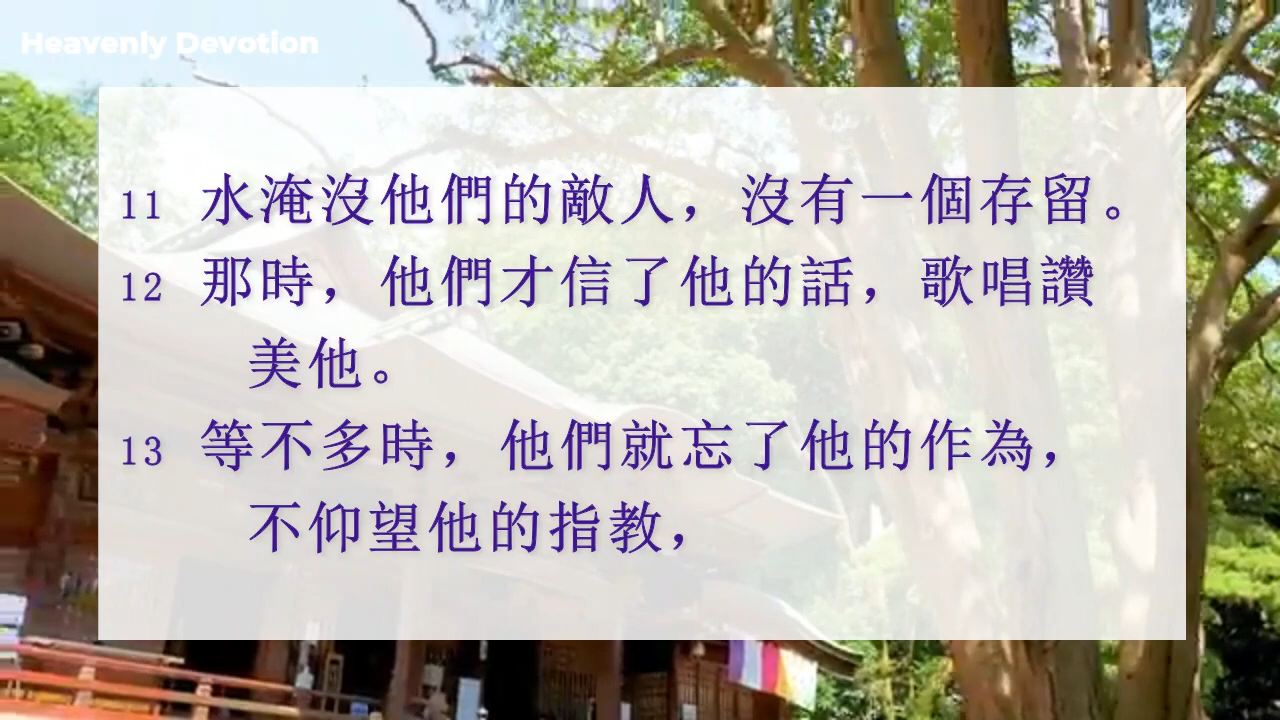 Heavenly Devotion
11 水淹沒他們的敵人，沒有一個存留。
12 那時，他們才信了他的話，歌唱讚
美他。
13 等不多時，他們就忘了他的作為，
不仰望他的指教，